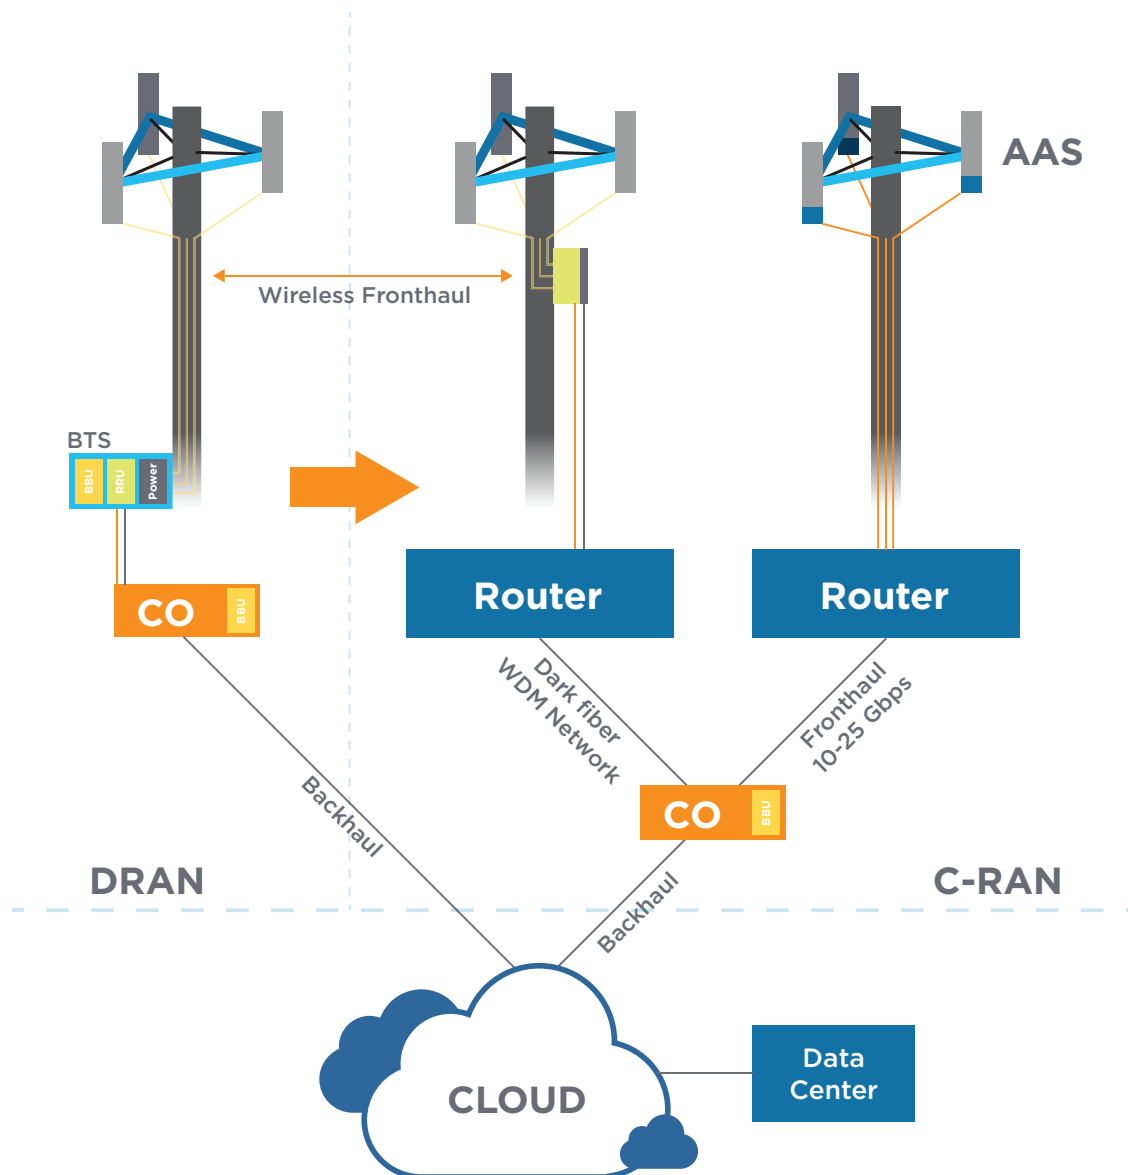 AAS
Wireless Fronthaul
BTS
BBU
RRU
Power
CO
BBU
Router
Router
Dark fiber
WDM Network
Fronthaul
10-25 Gbps
Backhaul
CO
BBU
DRAN
C-RAN
Backhaul
CLOUD
Data
Center